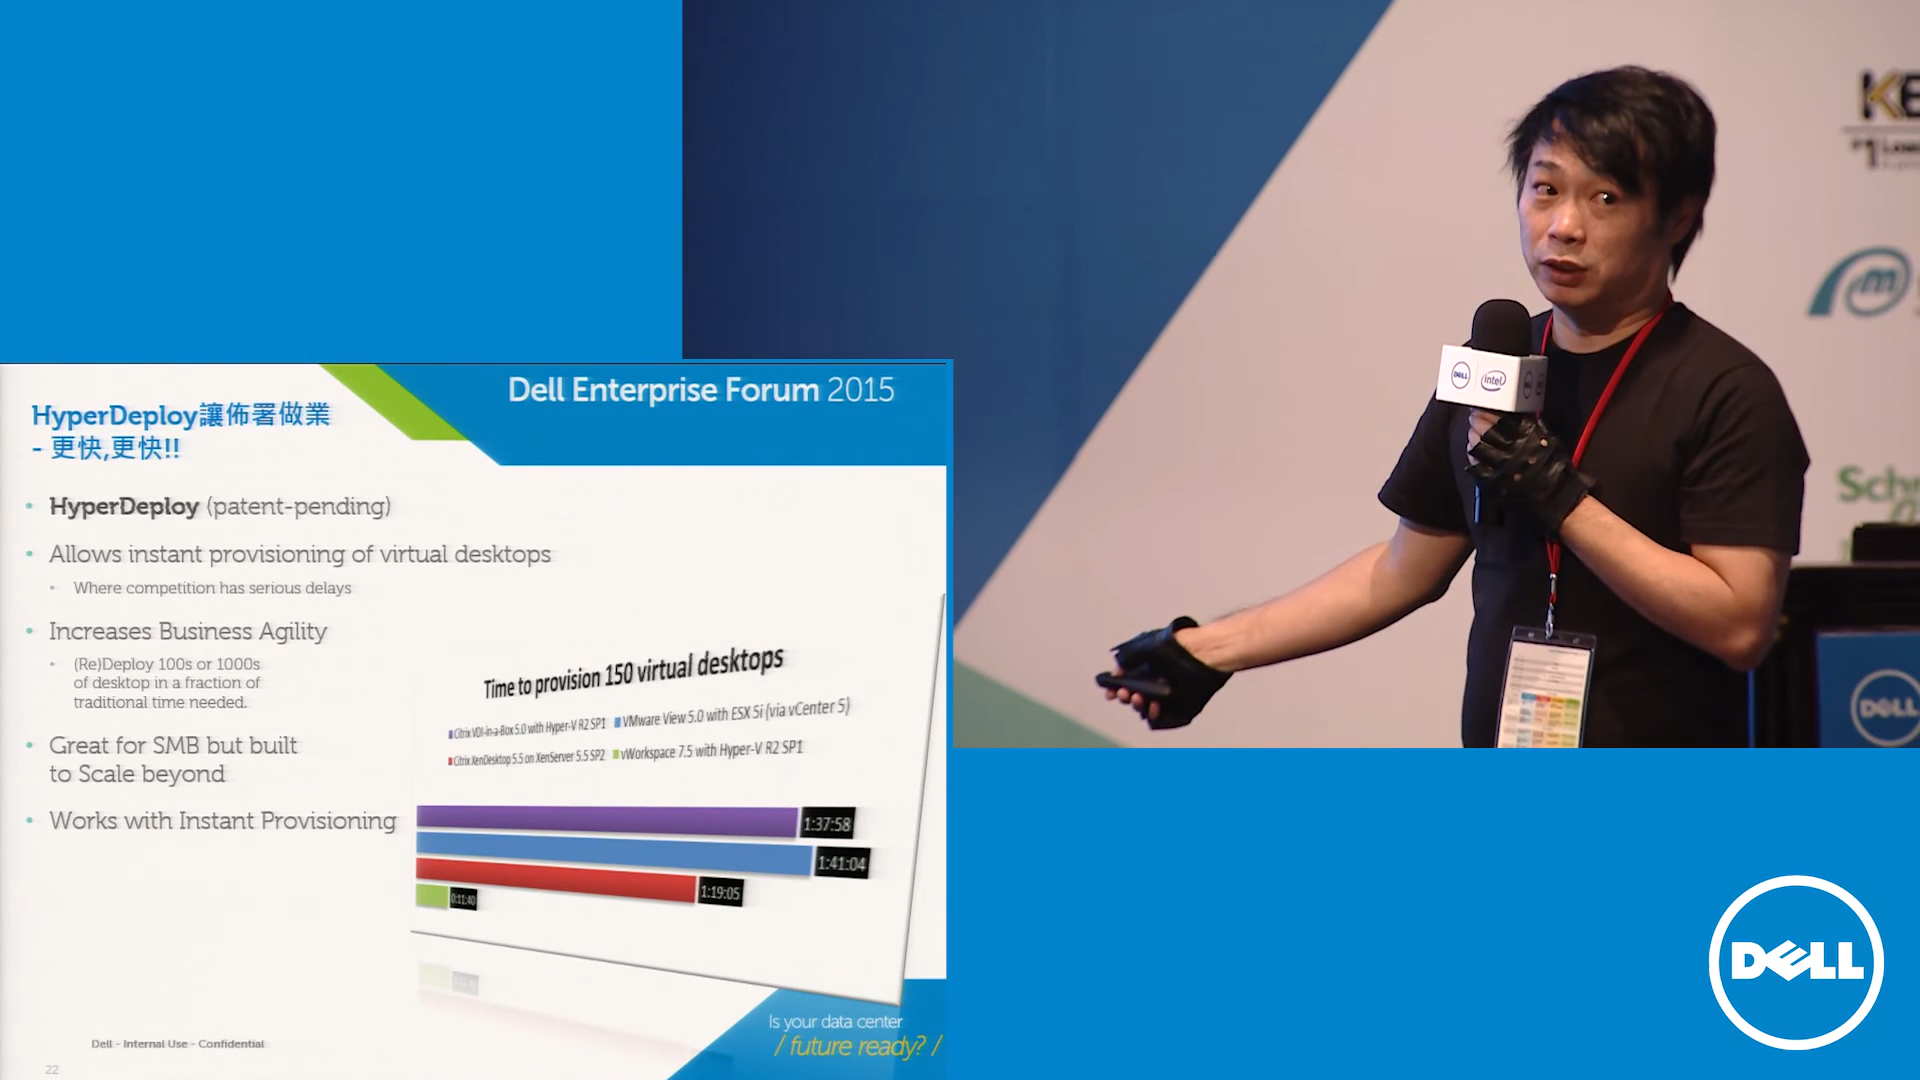 Dell Enterprise Forum 2015
HyperDeploy讓佈署做業
- 更快,更快!!
• HyperDeploy (patent-pending)
• Allows instant provisioning of virtual desktops
• Where competition has serious delays
• Increases Business Agility
• (Re)Deploy 100s or 1000s
of desktop in a fraction of
traditional time needed.
• Great for SMB but built
to Scale beyond
• Works with Instant Provisioning
Time to provision 150 virtual desktops
Citrix VDI-in-a-Box 5.0 with Hyper-V R2 SP1
VMware View 5.0 with ESX 5i (via vCenter 5)
Citrix XenDesktop 5.5 on XenServer 5.5 SP2
vWorkspace 7.5 with Hyper-V R2 SP1
1:37:58
1:41:04
1:19:05
0:11:40
Is your data center
/ future ready? /
Dell - Internal Use - Confidential
22
#1
m
DELL
intel
DELL
DELL